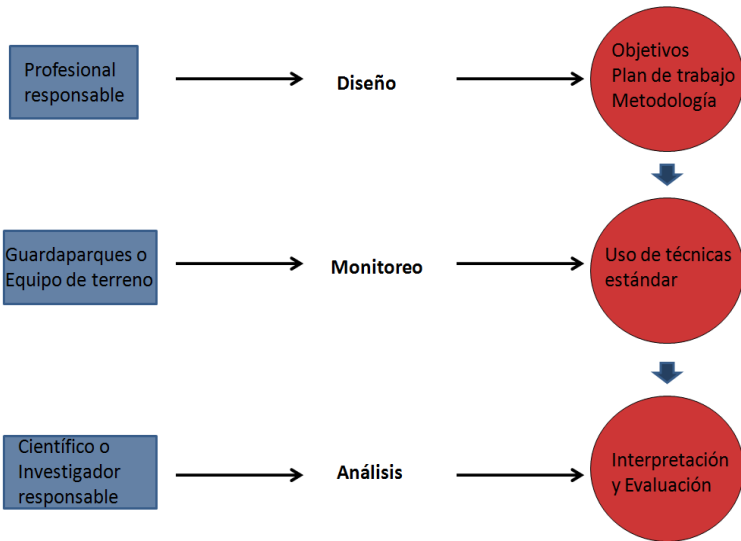 Profesional
responsable
Diseño
Objetivos
Plan de trabajo
Metodología
Guardaparques o
Equipo de terreno
Monitoreo
Uso de técnicas
estándar
Científico o
Investigador
responsable
Análisis
Interpretación
y Evaluación